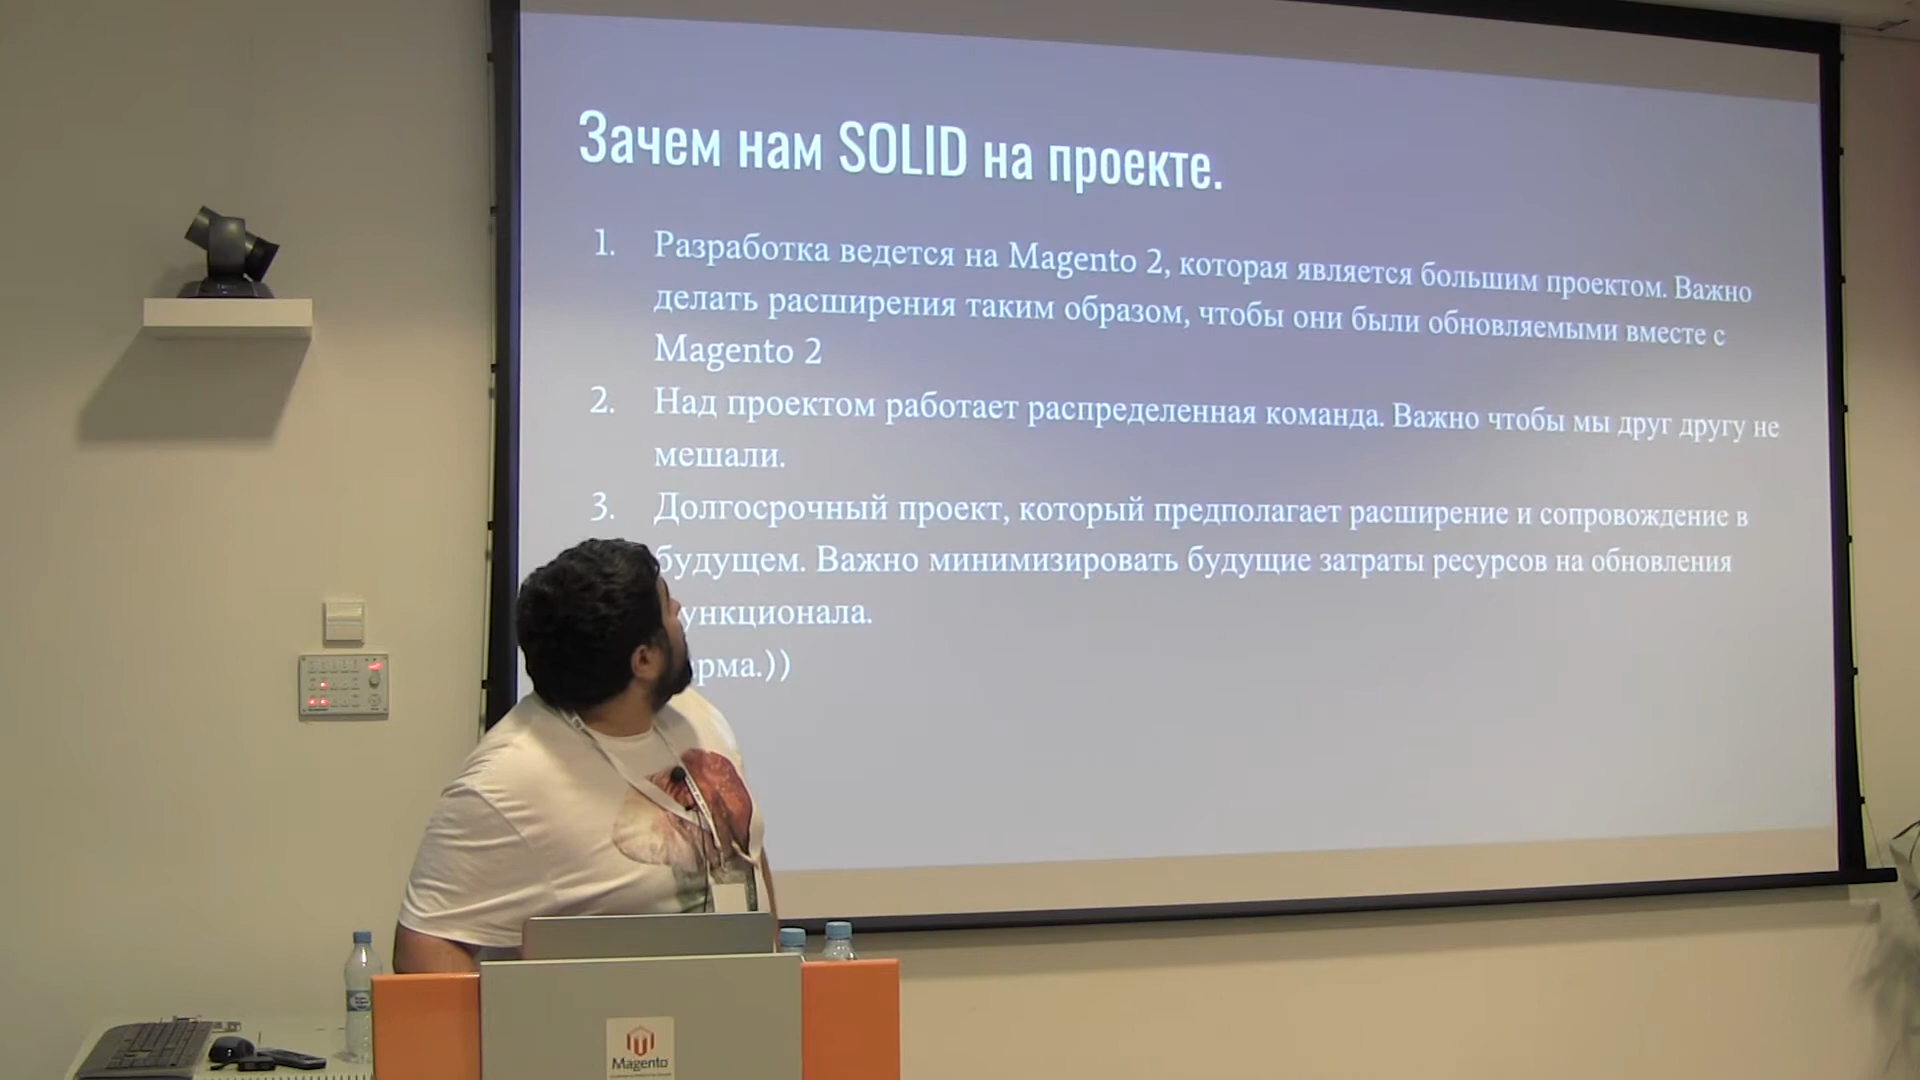 Зачем нам SOLID на проекте.
1. Разработка ведется на Magento 2, которая является большим проектом. Важно
делать расширения таким образом, чтобы они были обновляемыми вместе с
Magento 2
2. Над проектом работает распределенная команда. Важно чтобы мы друг другу не
мешали.
3. Долгосрочный проект, который предполагает расширение и сопровождение в
будущем. Важно минимизировать будущие затраты ресурсов на обновления
ункционала.
рма.))
Magento